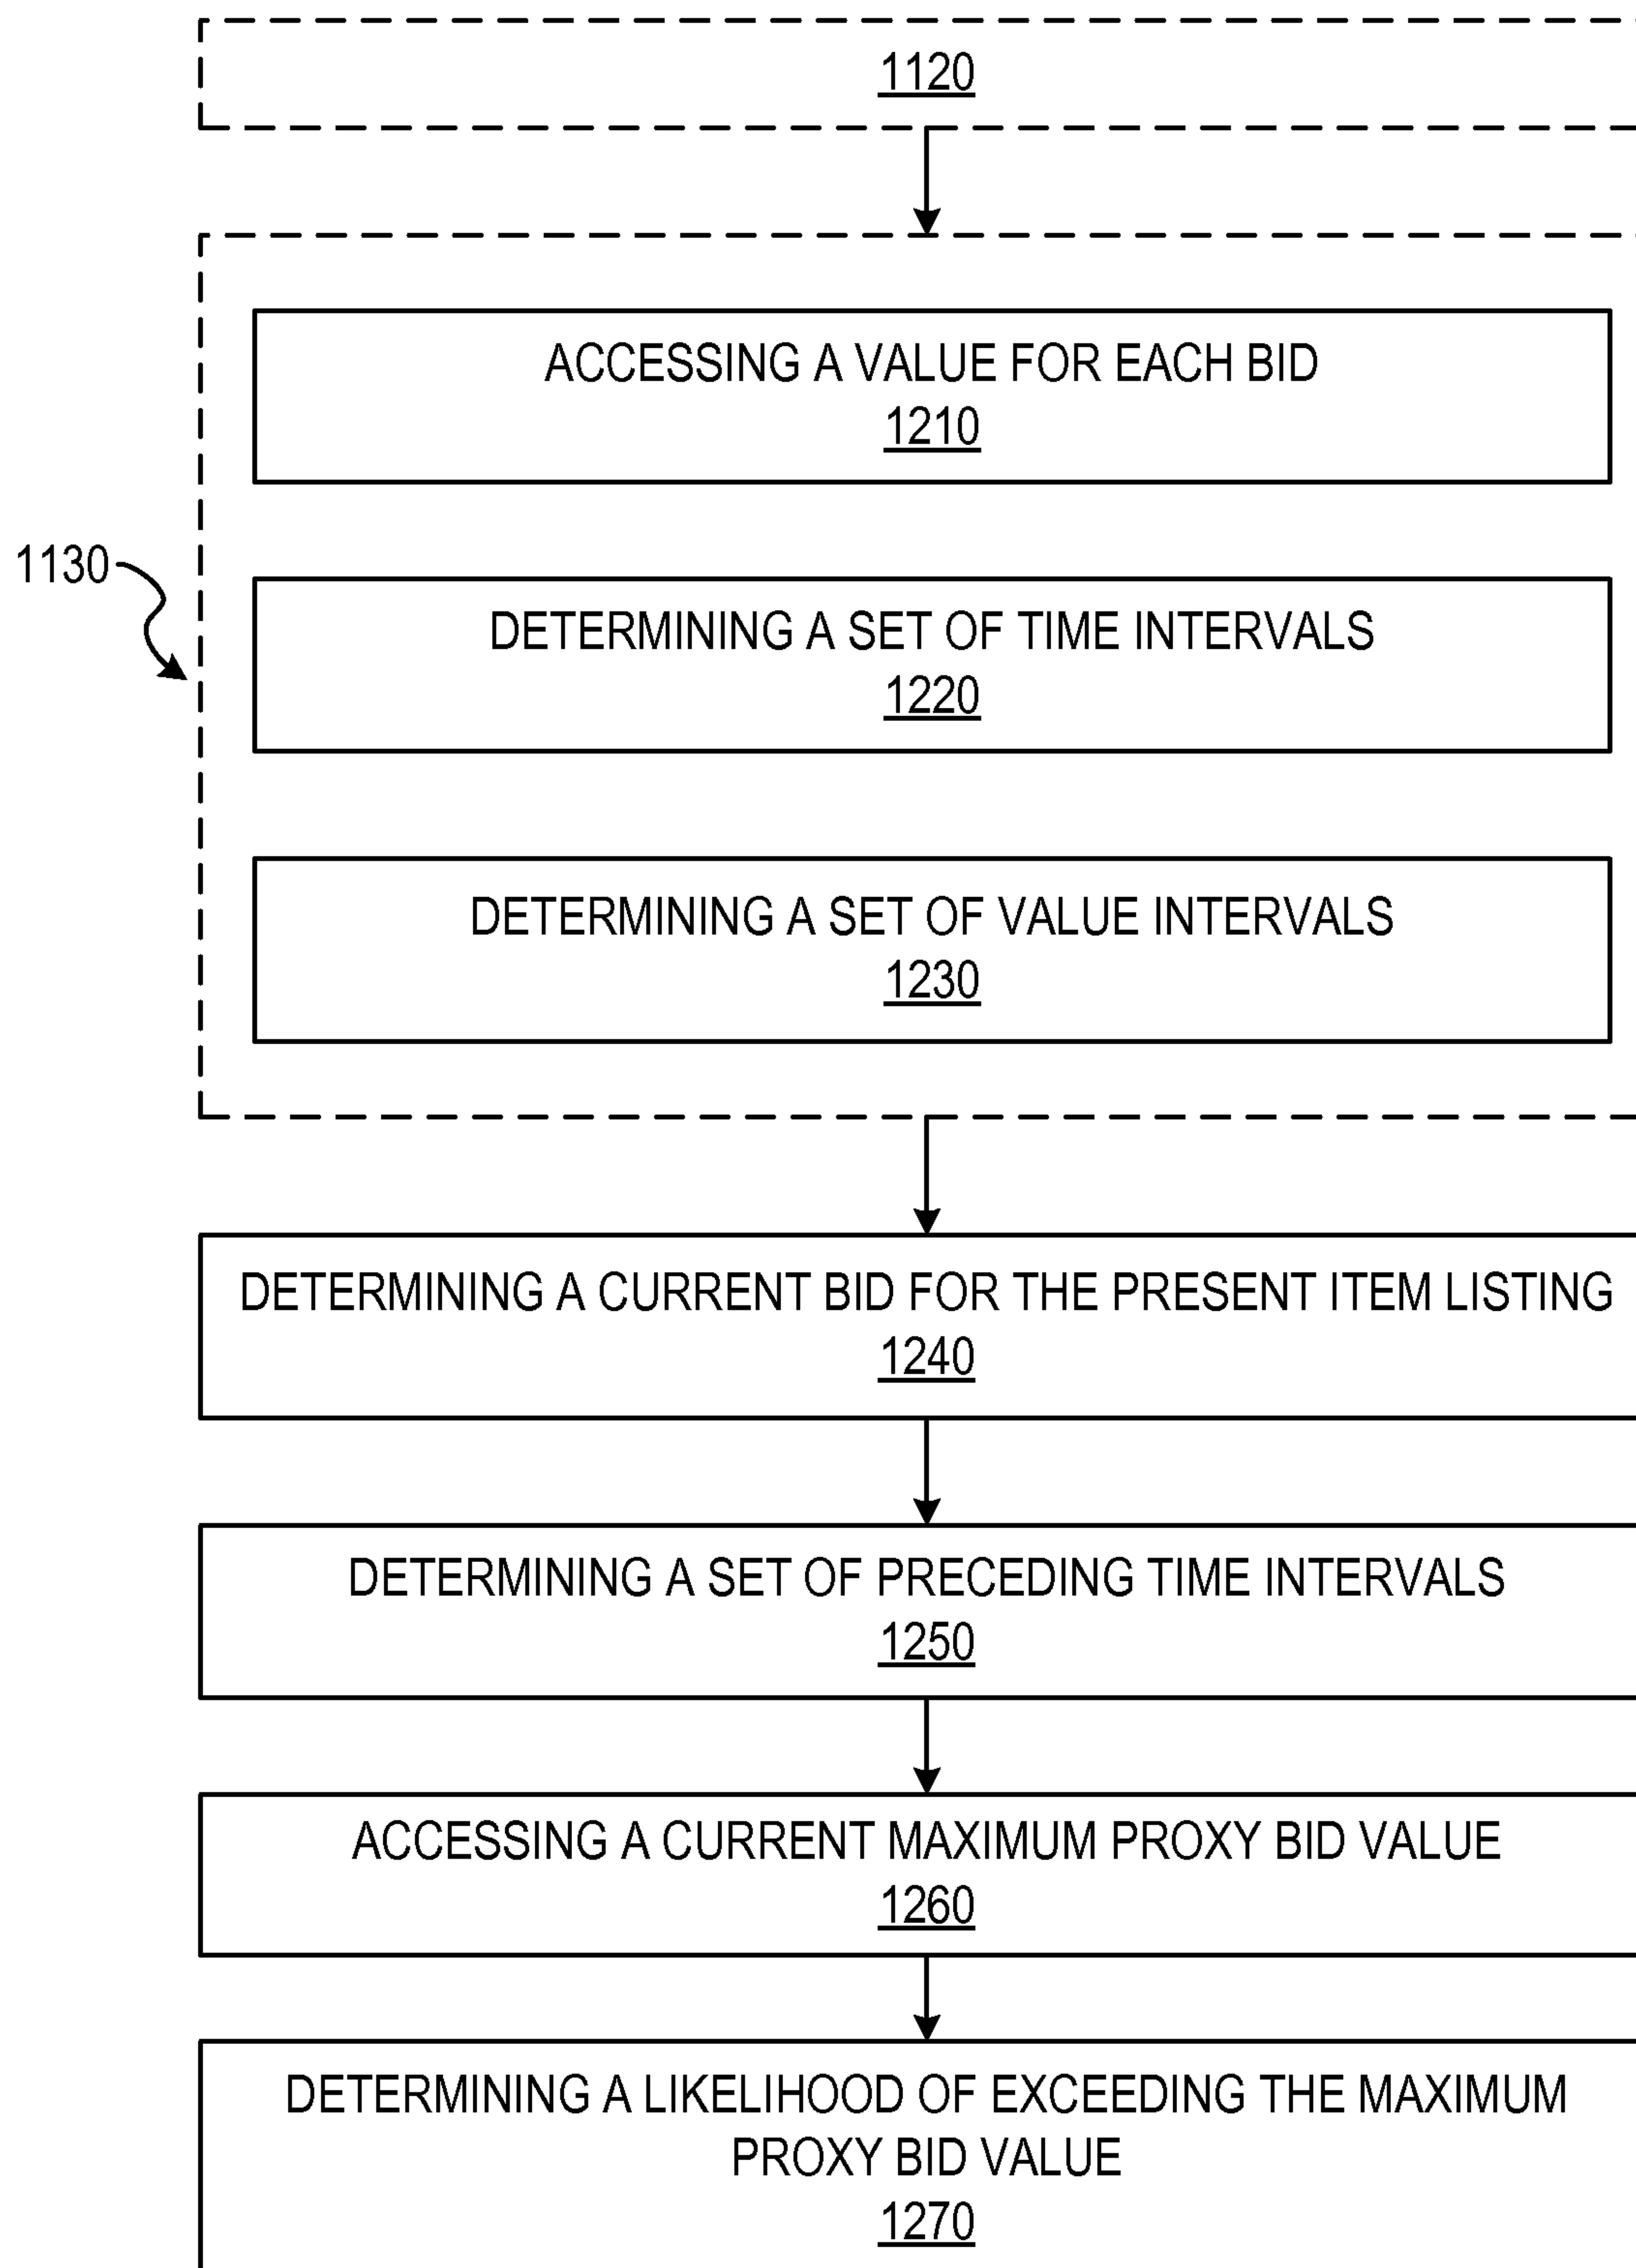 1120
ACCESSING A VALUE FOR EACH BID
1210
1130
DETERMINING A SET OF TIME INTERVALS
1220
DETERMINING A SET OF VALUE INTERVALS
1230
DETERMINING A CURRENT BID FOR THE PRESENT ITEM LISTING
1240
DETERMINING A SET OF PRECEDING TIME INTERVALS
1250
ACCESSING A CURRENT MAXIMUM PROXY BID VALUE
1260
DETERMINING A LIKELIHOOD OF EXCEEDING THE MAXIMUM
PROXY BID VALUE
1270